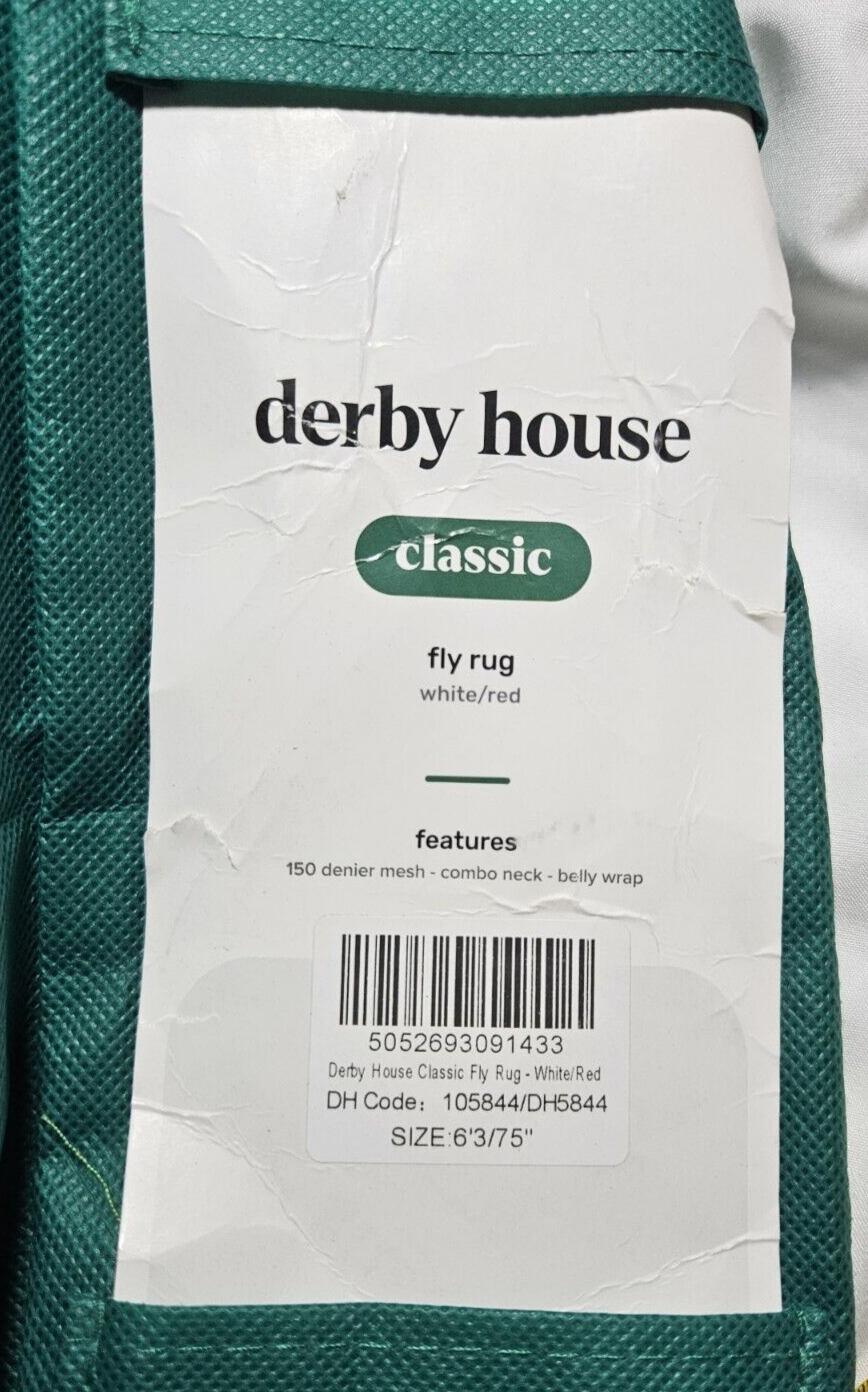 derby house
classic
fly rug
white/red
features
150 denier mesh - combo neck - belly wrap
5052693091433
Derby House Classic Fly Rug - White/Red
DH Code: 105844/DH5844
SIZE:6'3/75"